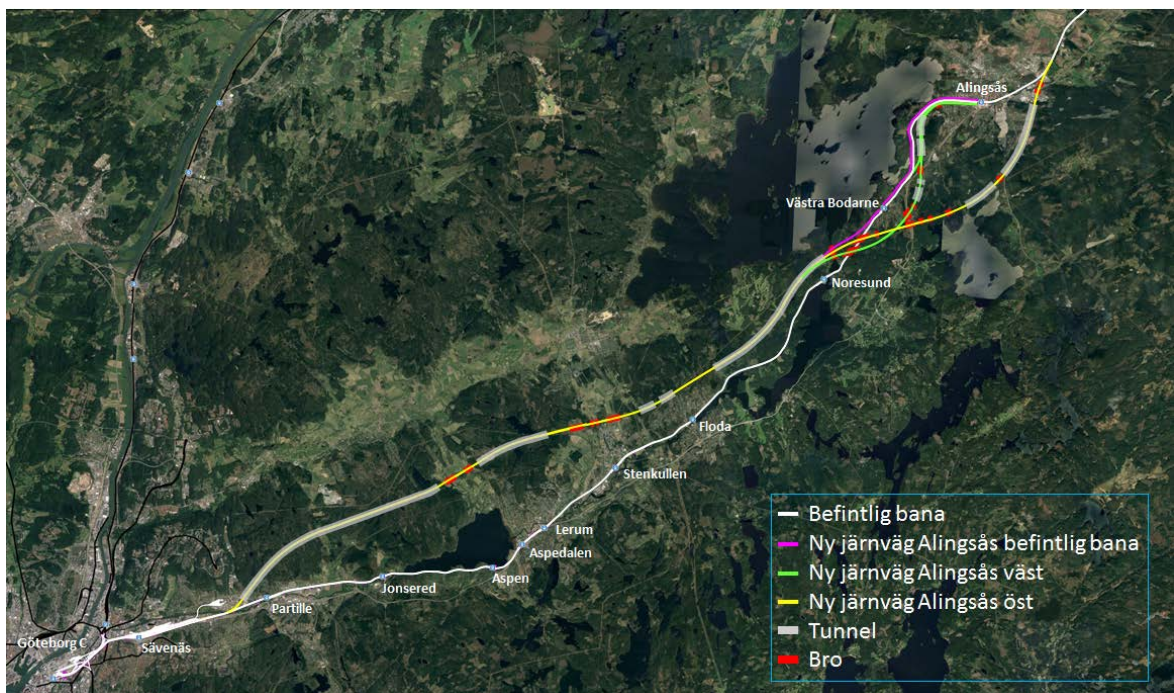 Alingsås
Västra Bodarne
Noresund
Floda
Stenkullen
Lerum
Aspedalen
Aspen
Jonsered
Partille
Göteborg C
Sävenäs
Befintlig bana
Ny järnväg Alingsås befintlig bana
Ny järnväg Alingsås väst
Ny järnväg Alingsås öst
Tunnel
Bro